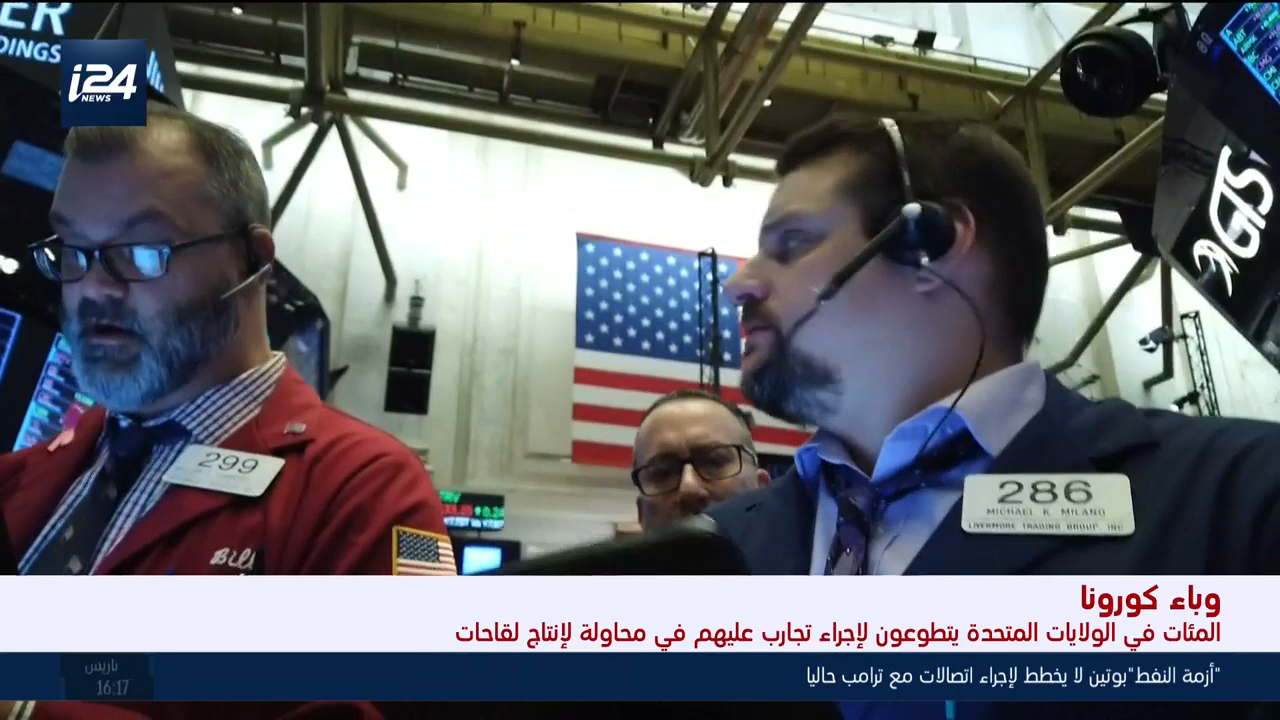 ER
DINGS
i24
NEWS
GTS
299
Bill
286
MICHAEL K. MILANO
LIVERMORE TRADING GROUP, INC
وباء كورونا
المئات في الولايات المتحدة يتطوعون لإجراء تجارب عليهم في محاولة لإنتاج لقاحات
"أزمة النفط"بوتين لا يخطط لإجراء اتصالات مع ترامب حاليا
باريس
16:17